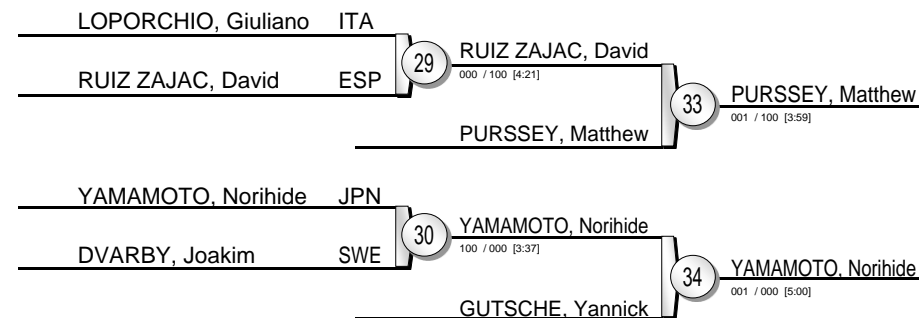 LOPORCHIO, Giuliano ITA
29
RUIZ ZAJAC, David
000 / 100 [4:21]
RUIZ ZAJAC, David ESP
33
PURSSEY, Matthew
001 / 100 [3:59]
PURSSEY, Matthew
YAMAMOTO, Norihide JPN
30
YAMAMOTO, Norihide
100 / 000 [3:37]
DVARBY, Joakim SWE
34
YAMAMOTO, Norihide
001 / 000 [5:00]
GUTSCHE, Yannick